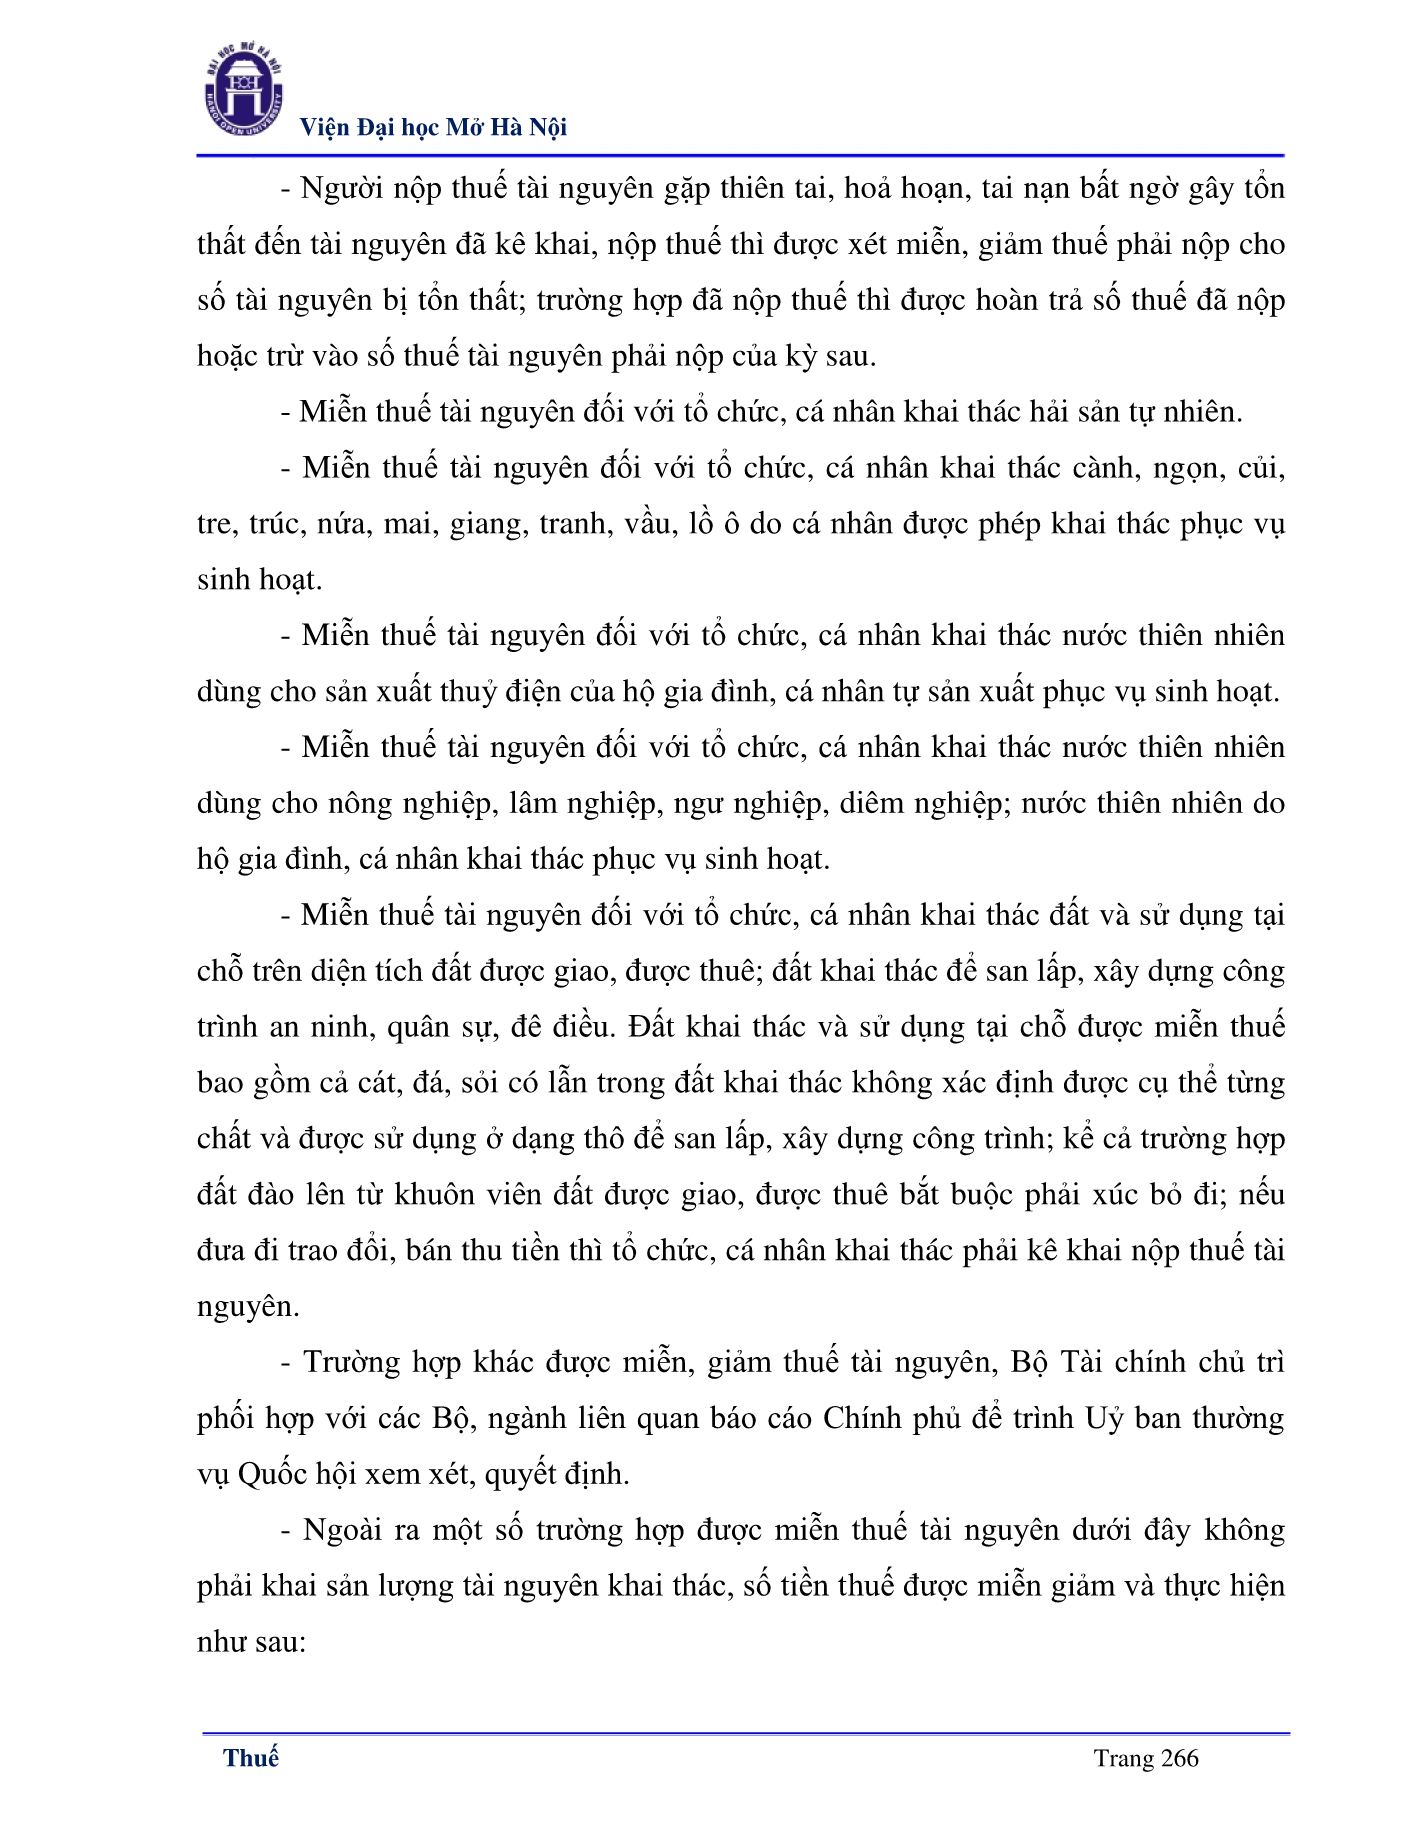 ĐẠI HỌC MỞ HÀ NỘI
HANOI OPEN UNIVERSITY
Viện Đại học Mở Hà Nội
- Người nộp thuế tài nguyên gặp thiên tai, hoả hoạn, tai nạn bất ngờ gây tổn
thất đến tài nguyên đã kê khai, nộp thuế thì được xét miễn, giảm thuế phải nộp cho
số tài nguyên bị tổn thất; trường hợp đã nộp thuế thì được hoàn trả số thuế đã nộp
hoặc trừ vào số thuế tài nguyên phải nộp của kỳ sau.
- Miễn thuế tài nguyên đối với tổ chức, cá nhân khai thác hải sản tự nhiên.
- Miễn thuế tài nguyên đối với tổ chức, cá nhân khai thác cành, ngọn, củi,
tre, trúc, nứa, mai, giang, tranh, vầu, lồ ô do cá nhân được phép khai thác phục vụ
sinh hoạt.
- Miễn thuế tài nguyên đối với tổ chức, cá nhân khai thác nước thiên nhiên
dùng cho sản xuất thuỷ điện của hộ gia đình, cá nhân tự sản xuất phục vụ sinh hoạt.
- Miễn thuế tài nguyên đối với tổ chức, cá nhân khai thác nước thiên nhiên
dùng cho nông nghiệp, lâm nghiệp, ngư nghiệp, diêm nghiệp; nước thiên nhiên do
hộ gia đình, cá nhân khai thác phục vụ sinh hoạt.
- Miễn thuế tài nguyên đối với tổ chức, cá nhân khai thác đất và sử dụng tại
chỗ trên diện tích đất được giao, được thuê; đất khai thác để san lấp, xây dựng công
trình an ninh, quân sự, đê điều. Đất khai thác và sử dụng tại chỗ được miễn thuế
bao gồm cả cát, đá, sỏi có lẫn trong đất khai thác không xác định được cụ thể từng
chất và được sử dụng ở dạng thô để san lấp, xây dựng công trình; kể cả trường hợp
đất đào lên từ khuôn viên đất được giao, được thuê bắt buộc phải xúc bỏ đi; nếu
đưa đi trao đổi, bán thu tiền thì tổ chức, cá nhân khai thác phải kê khai nộp thuế tài
nguyên.
- Trường hợp khác được miễn, giảm thuế tài nguyên, Bộ Tài chính chủ trì
phối hợp với các Bộ, ngành liên quan báo cáo Chính phủ để trình Uỷ ban thường
vụ Quốc hội xem xét, quyết định.
- Ngoài ra một số trường hợp được miễn thuế tài nguyên dưới đây không
phải khai sản lượng tài nguyên khai thác, số tiền thuế được miễn giảm và thực hiện
như sau:
Thuế
Trang 266